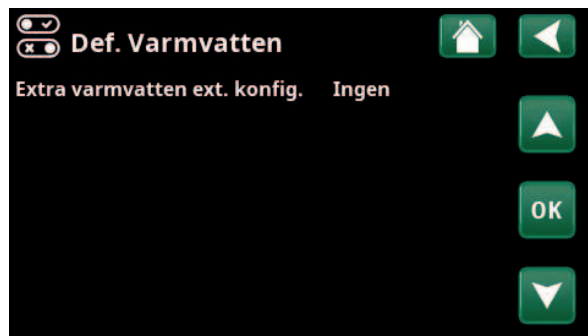 Def. Varmvatten
Extra varmvatten ext. konfig. Ingen
OK